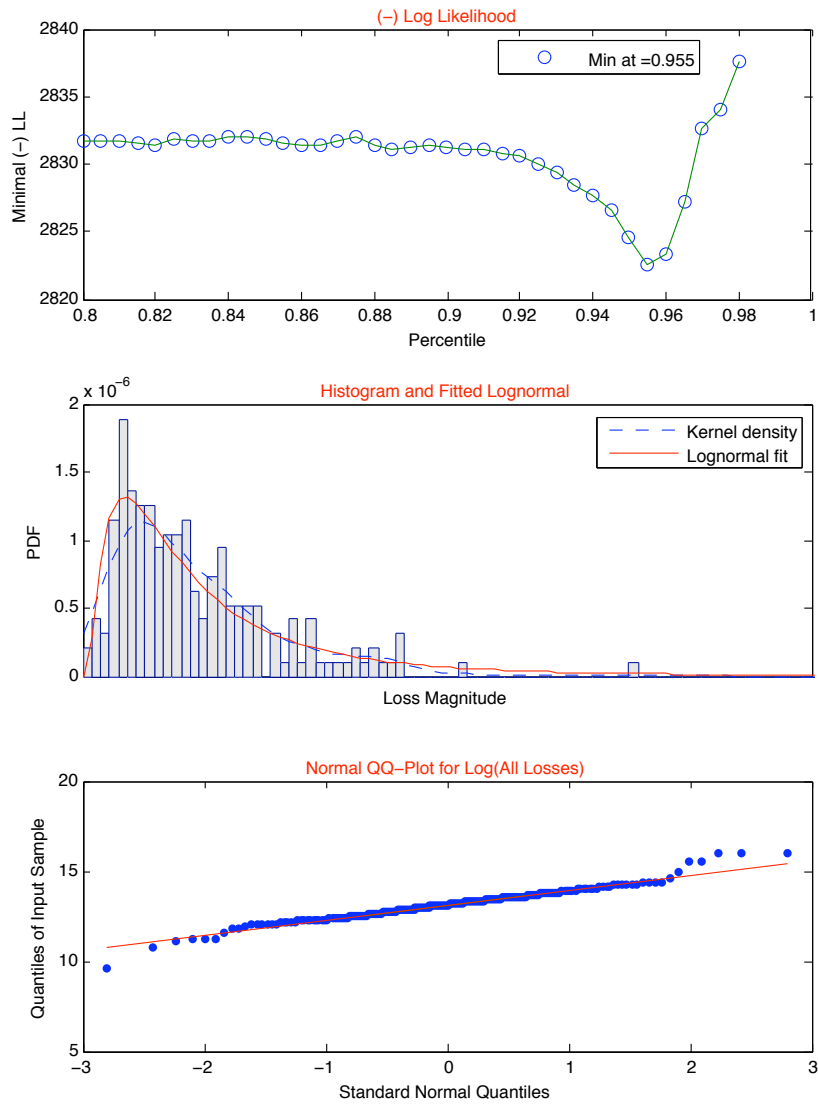 (−) Log Likelihood
2840
2835
2830
2825
2820
Minimal (−) LL
Min at =0.955
0.8
0.82
0.84
0.86
0.88
0.9
0.92
0.94
0.96
0.98
1
Percentile
x 10−6
Histogram and Fitted Lognormal
2
1.5
1
0.5
0
PDF
Kernel density
Lognormal fit
Loss Magnitude
Normal QQ−Plot for Log(All Losses)
20
15
10
5
Quantiles of Input Sample
−3
−2
−1
0
1
2
3
Standard Normal Quantiles